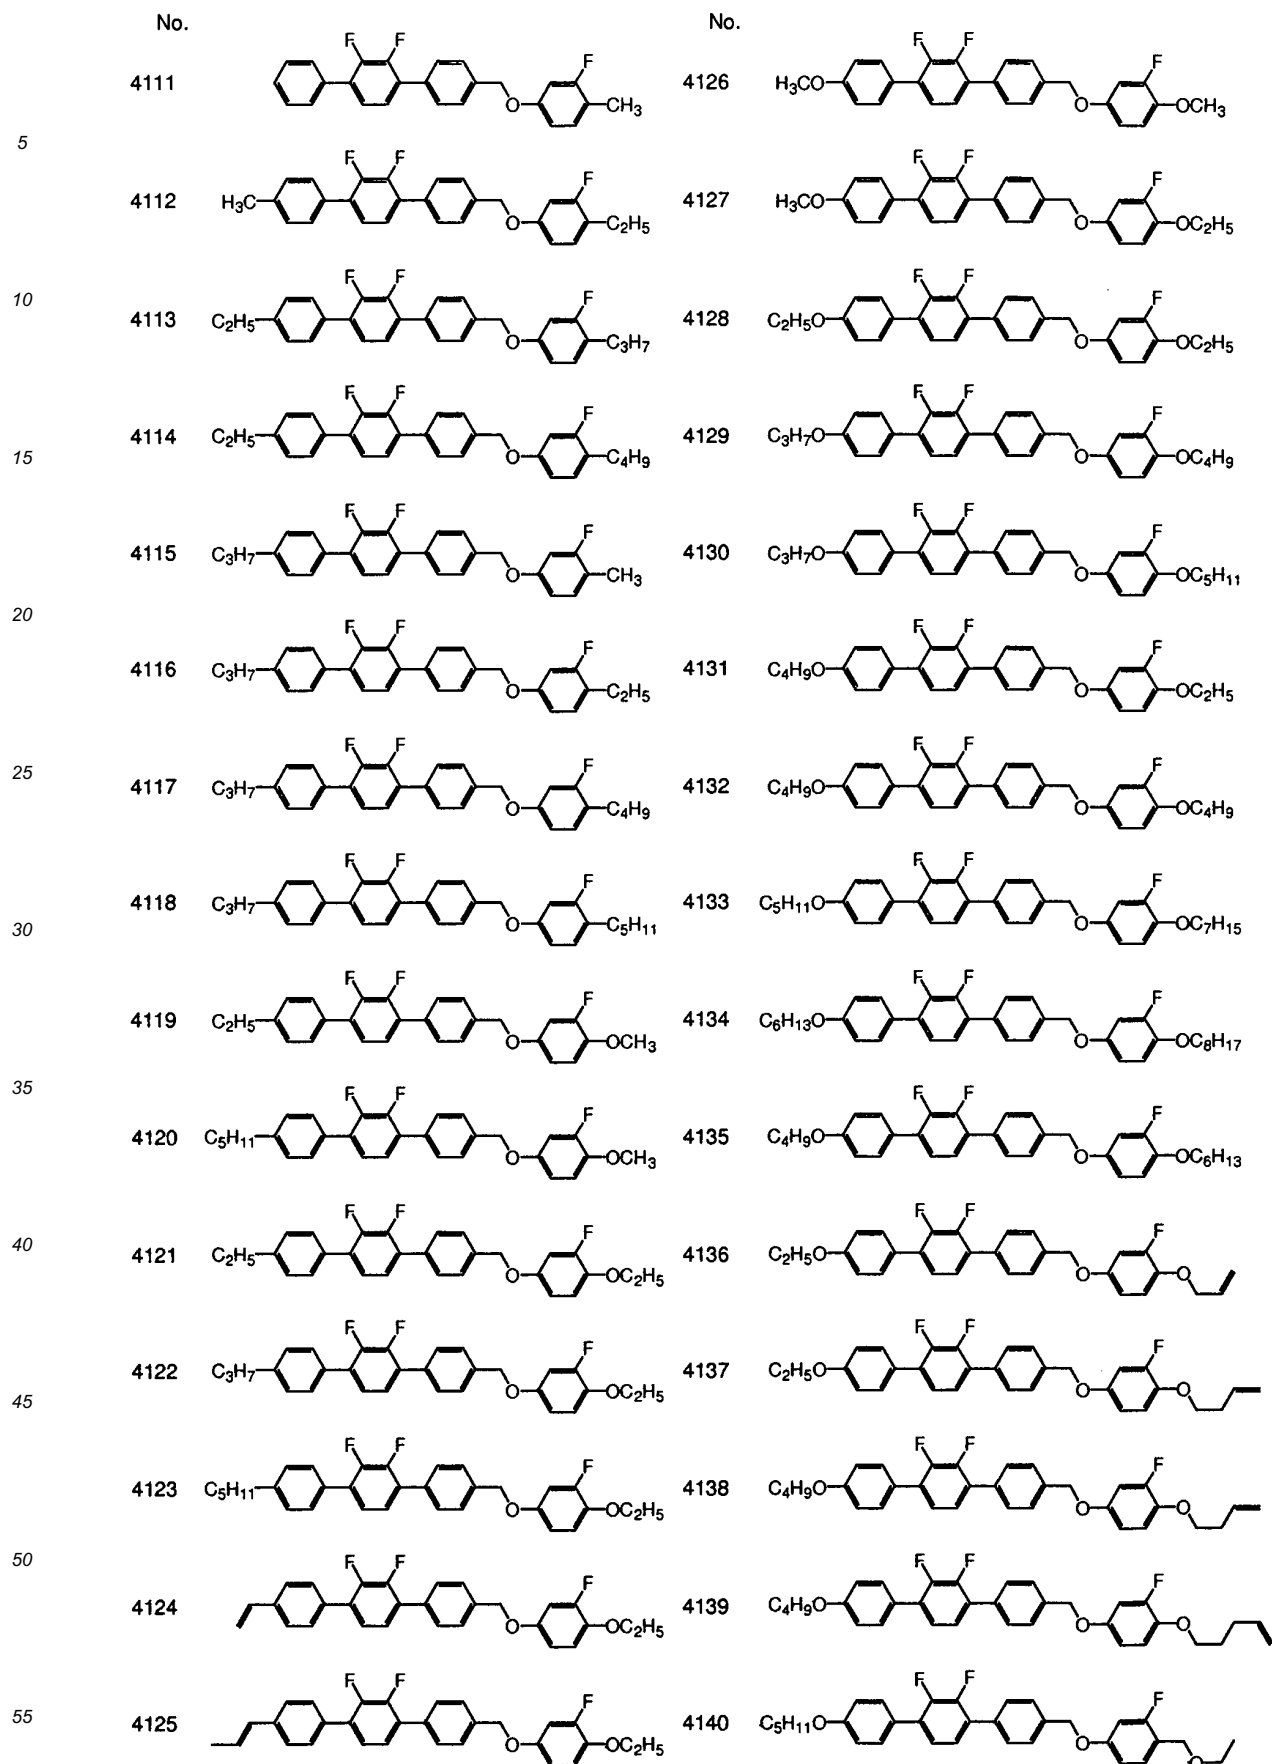 No. No.
4111 F F F O CH3 4126 H3CO F F F O OCH3
5
4112 H3C F F F O C2H5 4127 H3CO F F F O OC2H5
10
4113 C2H5 F F F O C3H7 4128 C2H5O F F F O OC2H5
4114 C2H5 F F F O C4H9 4129 C3H7O F F F O OC4H9
15
4115 C3H7 F F F O CH3 4130 C3H7O F F F O OC5H11
20
4116 C3H7 F F F O C2H5 4131 C4H9O F F F O OC2H5
25
4117 C3H7 F F F O C4H9 4132 C4H9O F F F O OC4H9
4118 C3H7 F F F O C5H11 4133 C5H11O F F F O OC7H15
30
4119 C2H5 F F F O OCH3 4134 C6H13O F F F O OC8H17
35
4120 C5H11 F F F O OCH3 4135 C4H9O F F F O OC6H13
40
4121 C2H5 F F F O OC2H5 4136 C2H5O F F F O O
4122 C3H7 F F F O OC2H5 4137 C2H5O F F F O O
45
4123 C5H11 F F F O OC2H5 4138 C4H9O F F F O O
50
4124 F F F O OC2H5 4139 C4H9O F F F O O
55
4125 F F F O OC2H5 4140 C5H11O F F F O O